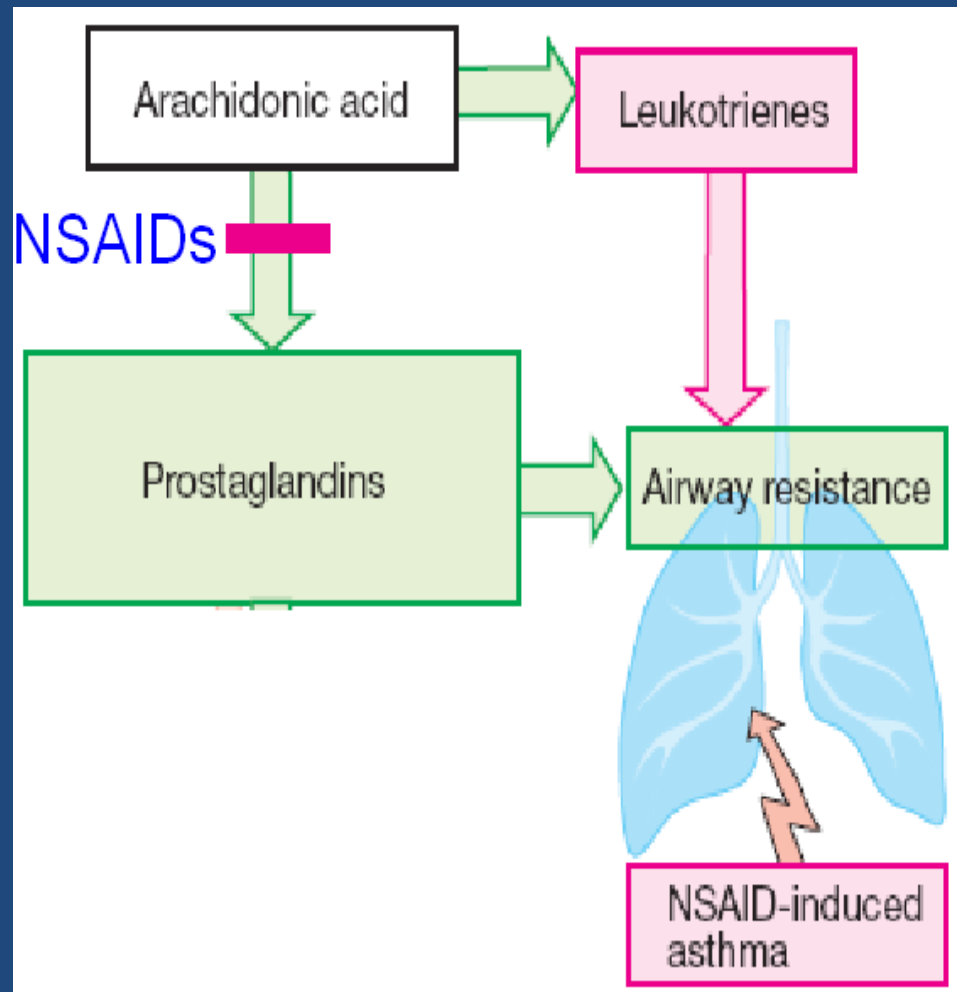 Arachidonic acid
Leukotrienes
NSAIDs
Prostaglandins
Airway resistance
NSAID-induced
asthma